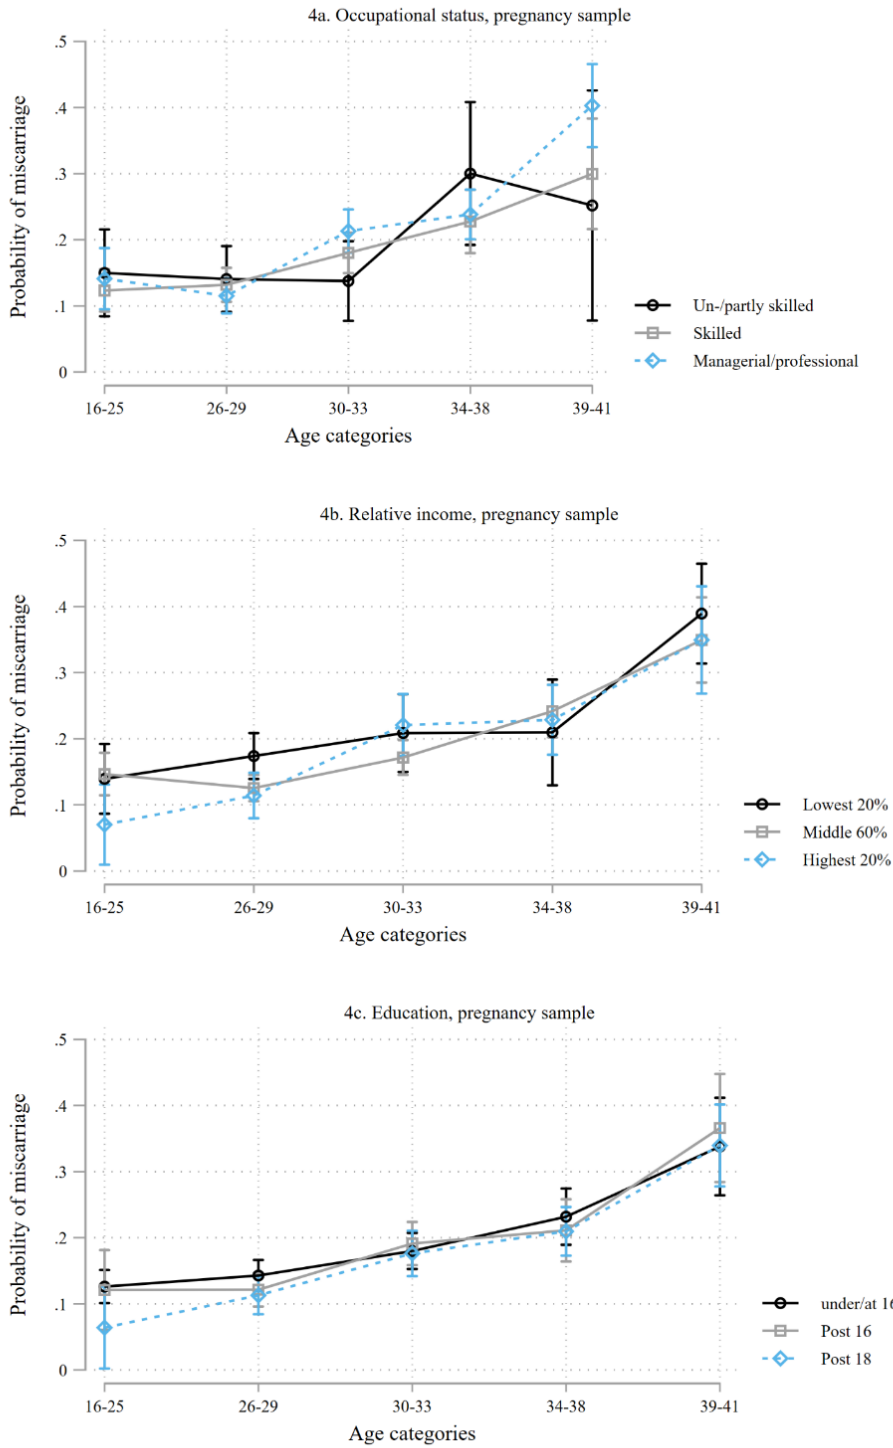 4a. Occupational status, pregnancy sample
Probability of miscarriage
.5
.4
.3
.2
.1
0
16-25
26-29
30-33
34-38
39-41
Age categories
Un-/partly skilled
Skilled
Managerial/professional
4b. Relative income, pregnancy sample
Probability of miscarriage
.5
.4
.3
.2
.1
0
16-25
26-29
30-33
34-38
39-41
Age categories
Lowest 20%
Middle 60%
Highest 20%
4c. Education, pregnancy sample
Probability of miscarriage
.5
.4
.3
.2
.1
0
16-25
26-29
30-33
34-38
39-41
Age categories
under/at 16
Post 16
Post 18